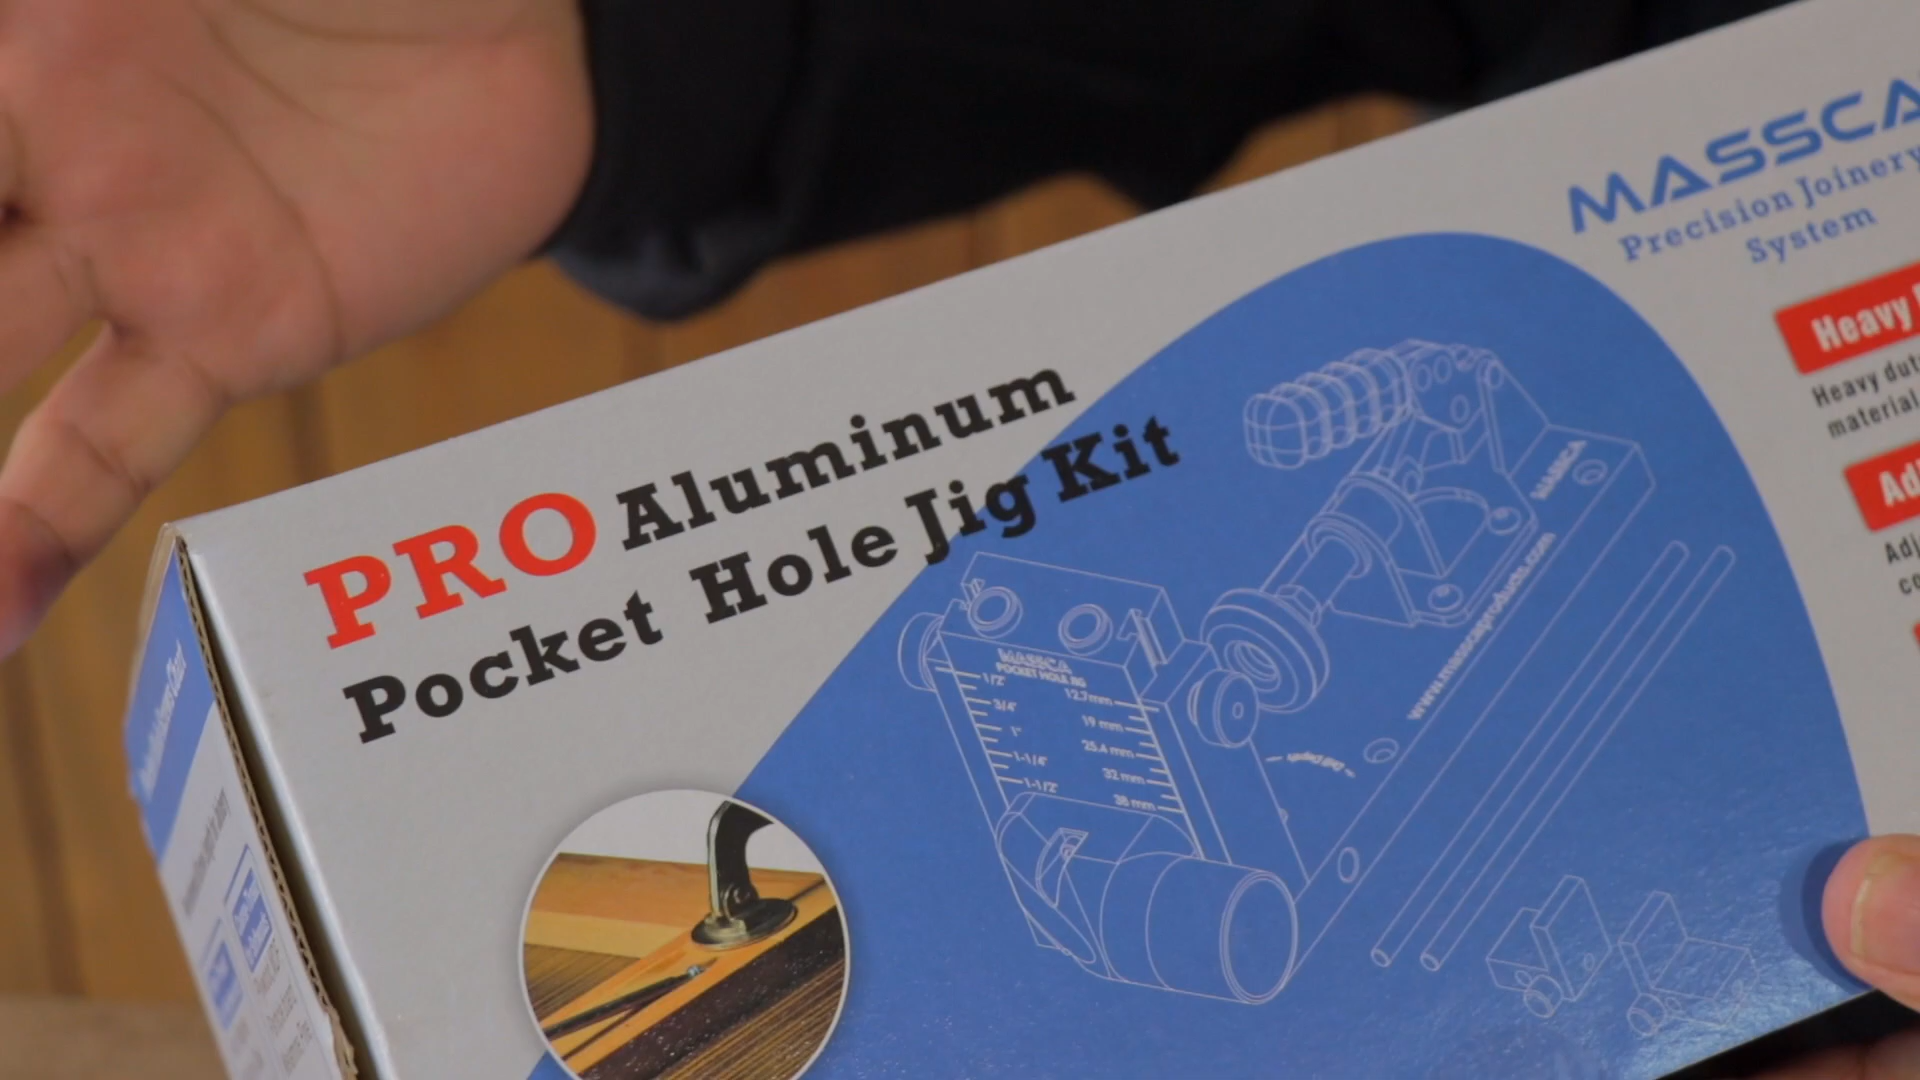 MASSCA
Precision Joinery
System
PRO Aluminum
Pocket Hole Jig Kit
Heavy
Heavy
material
MASSCA
www.masscaproducts.com
MASSCA
POCKET HOLE JIG
1/2" 12.7mm
3/4" 19 mm
1" 25.4 mm
1-1/4" 32 mm
1-1/2" 38 mm
Drill Depth